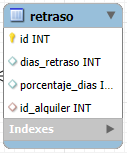 retraso
id INT
dias_retraso INT
porcentaje_dias I...
id_alquiler INT
Indexes